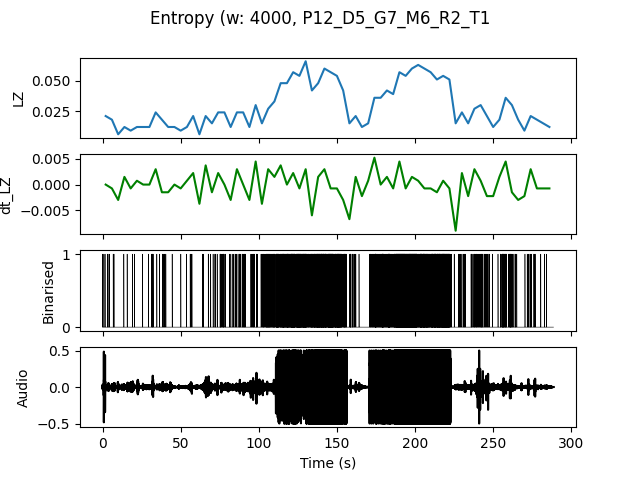 Entropy (w: 4000, P12_D5_G7_M6_R2_T1
LZ
0.050
0.025
dt_LZ
0.005
0.000
−0.005
Binarised
1
0
Audio
0.5
0.0
−0.5
0 50 100 150 200 250 300
Time (s)